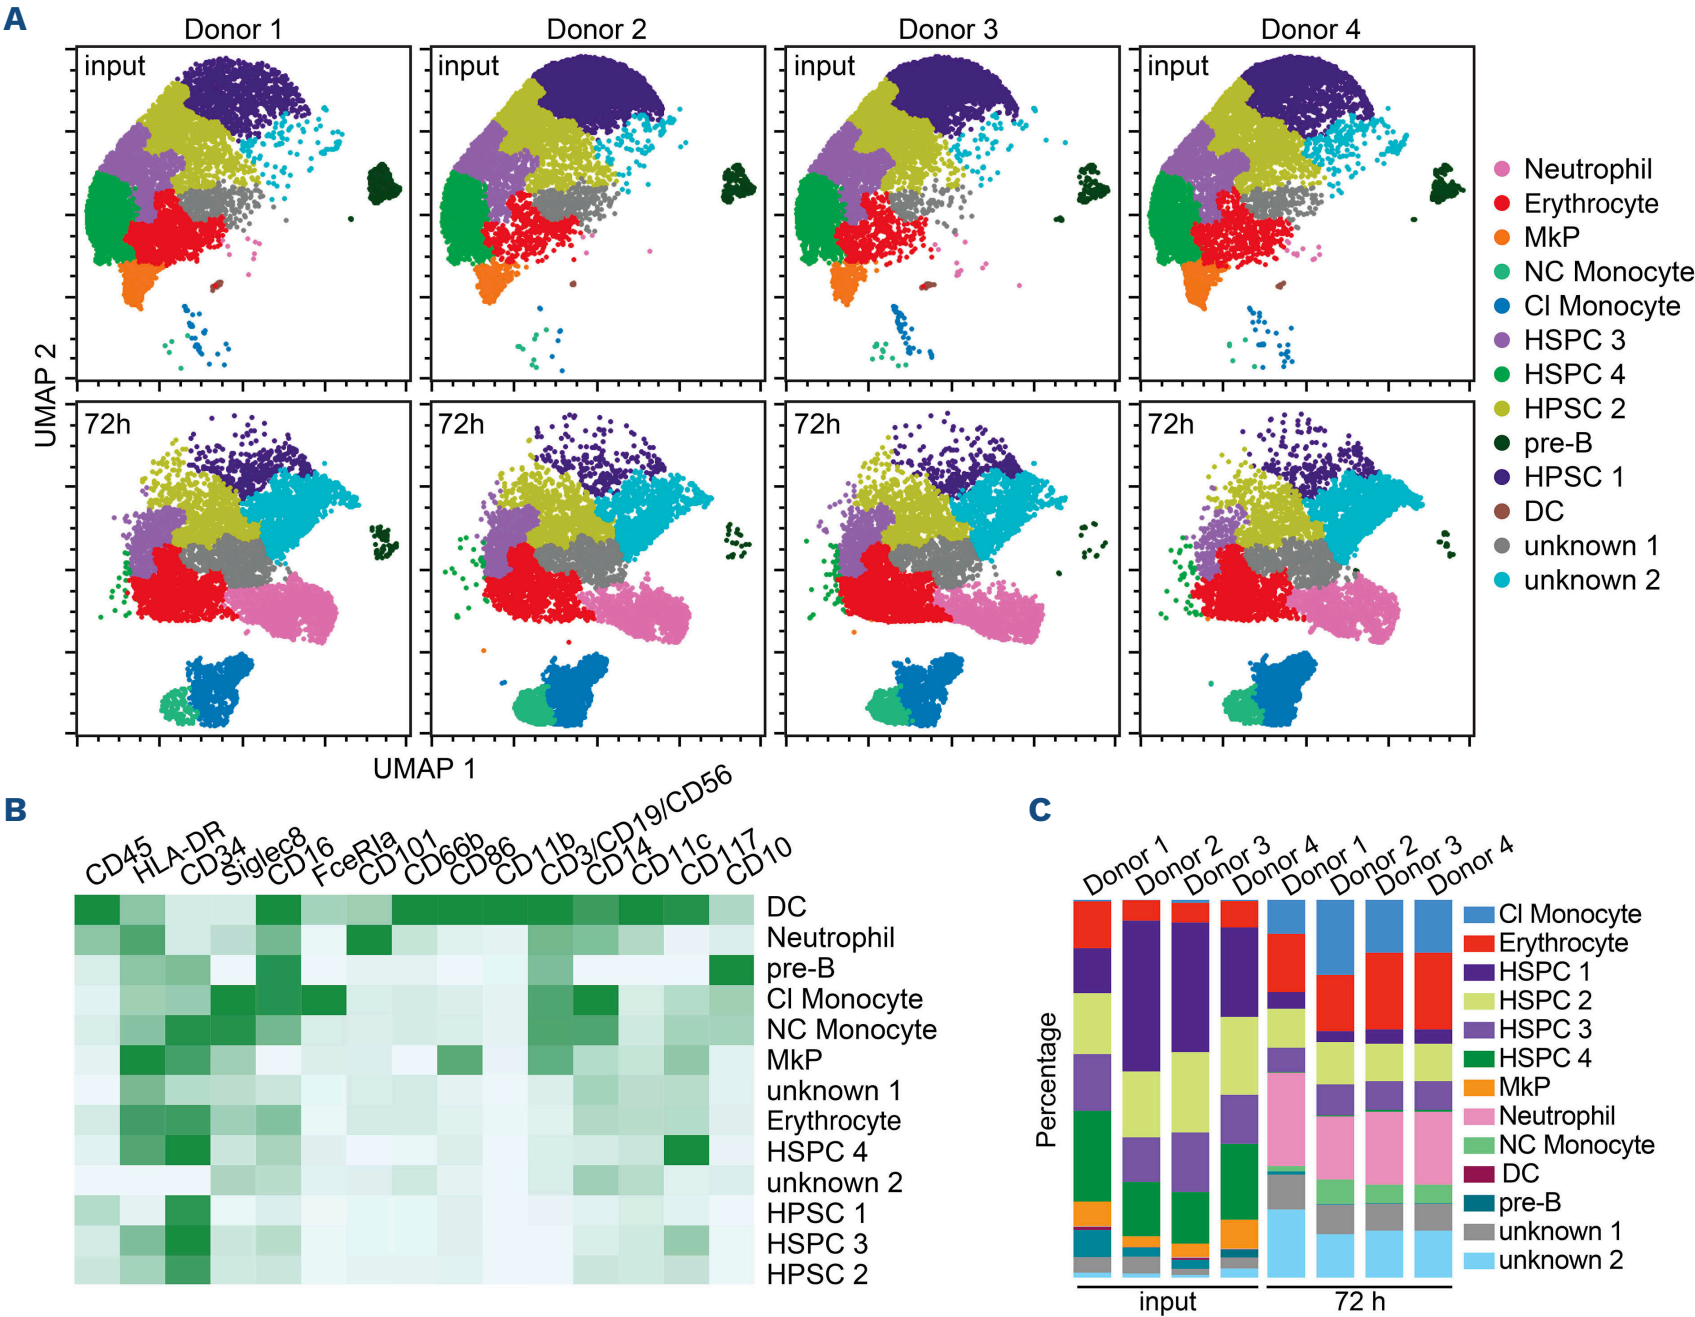 A
Donor 1
Donor 2
Donor 3
Donor 4
input
input
input
input
72h
72h
72h
72h
UMAP 2
UMAP 1
Neutrophil
Erythrocyte
MkP
NC Monocyte
Cl Monocyte
HSPC 3
HSPC 4
HPSC 2
pre-B
HPSC 1
DC
unknown 1
unknown 2
B
CD45
HLA-DR
CD34
Siglec8
CD16
FceRIa
CD101
CD66b
CD86
CD11b
CD3/CD19/CD56
CD14
CD11c
CD117
CD10
DC
Neutrophil
pre-B
Cl Monocyte
NC Monocyte
MkP
unknown 1
Erythrocyte
HSPC 4
unknown 2
HPSC 1
HSPC 3
HPSC 2
C
Donor 1
Donor 2
Donor 3
Donor 4
Donor 1
Donor 2
Donor 3
Donor 4
Percentage
input
72 h
Cl Monocyte
Erythrocyte
HSPC 1
HSPC 2
HSPC 3
HSPC 4
MkP
Neutrophil
NC Monocyte
DC
pre-B
unknown 1
unknown 2